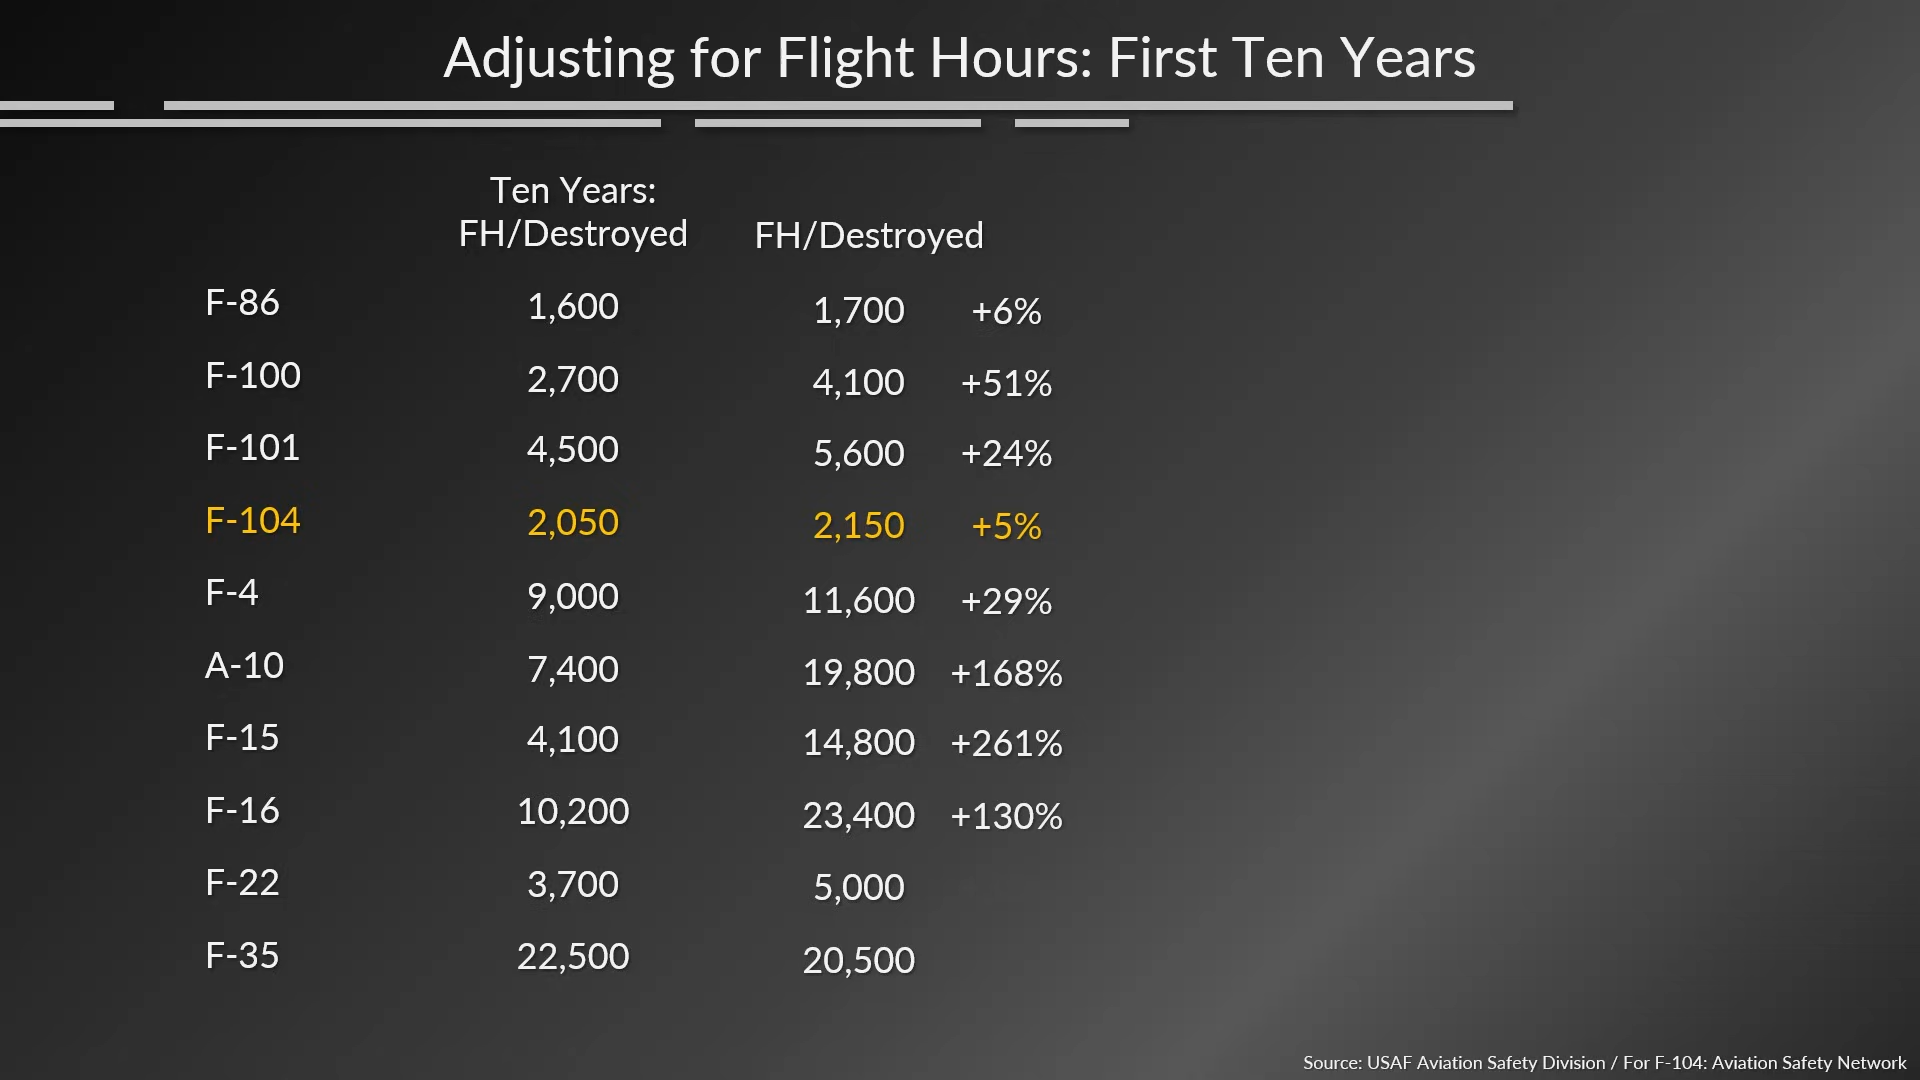 Adjusting for Flight Hours: First Ten Years
Ten Years:
FH/Destroyed FH/Destroyed
F-86 1,600 1,700 +6%
F-100 2,700 4,100 +51%
F-101 4,500 5,600 +24%
F-104 2,050 2,150 +5%
F-4 9,000 11,600 +29%
A-10 7,400 19,800 +168%
F-15 4,100 14,800 +261%
F-16 10,200 23,400 +130%
F-22 3,700 5,000
F-35 22,500 20,500
Source: USAF Aviation Safety Division / For F-104: Aviation Safety Network